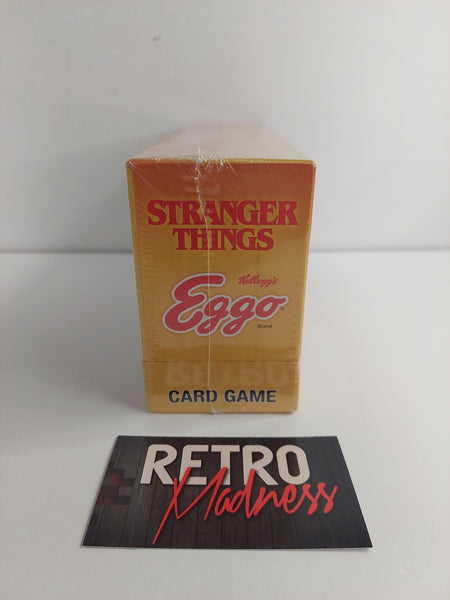 STRANGER
THINGS
Kellogg's
Eggo
Brand
CARD GAME
RETRO
Madness